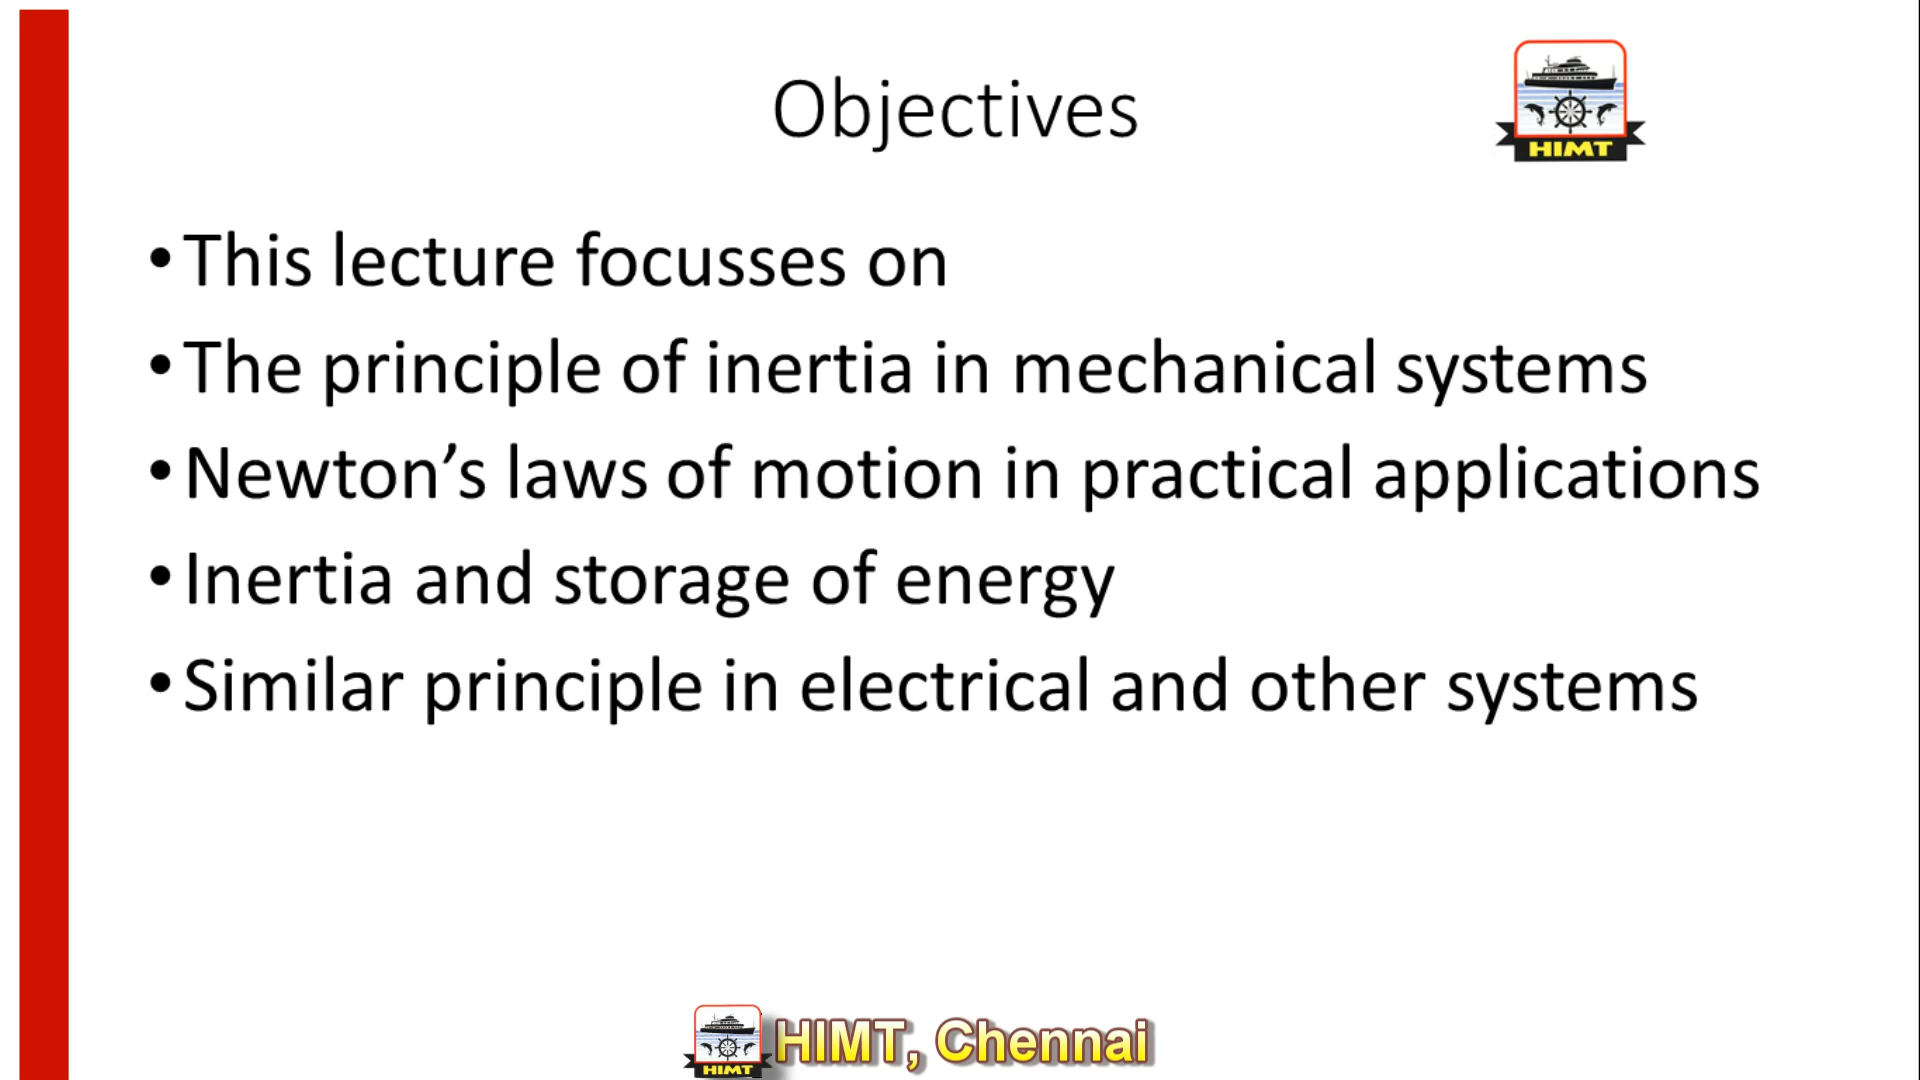 Objectives
HIMT
•This lecture focusses on
•The principle of inertia in mechanical systems
•Newton’s laws of motion in practical applications
•Inertia and storage of energy
•Similar principle in electrical and other systems
HIMT
HIMT, Chennai